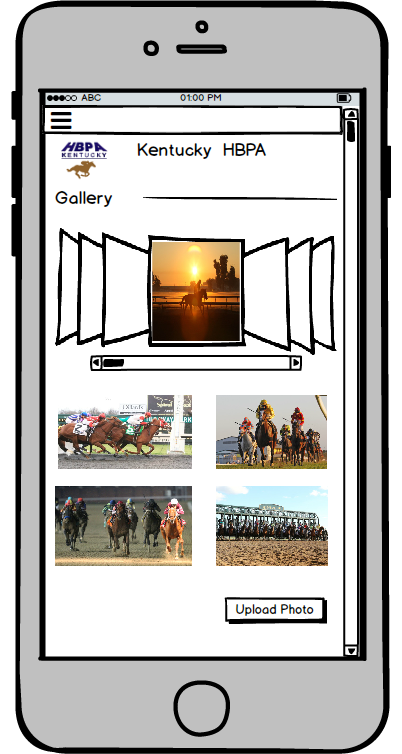 ABC 01:00 PM
HBPA
KENTUCKY
Kentucky HBPA
Gallery
Upload Photo